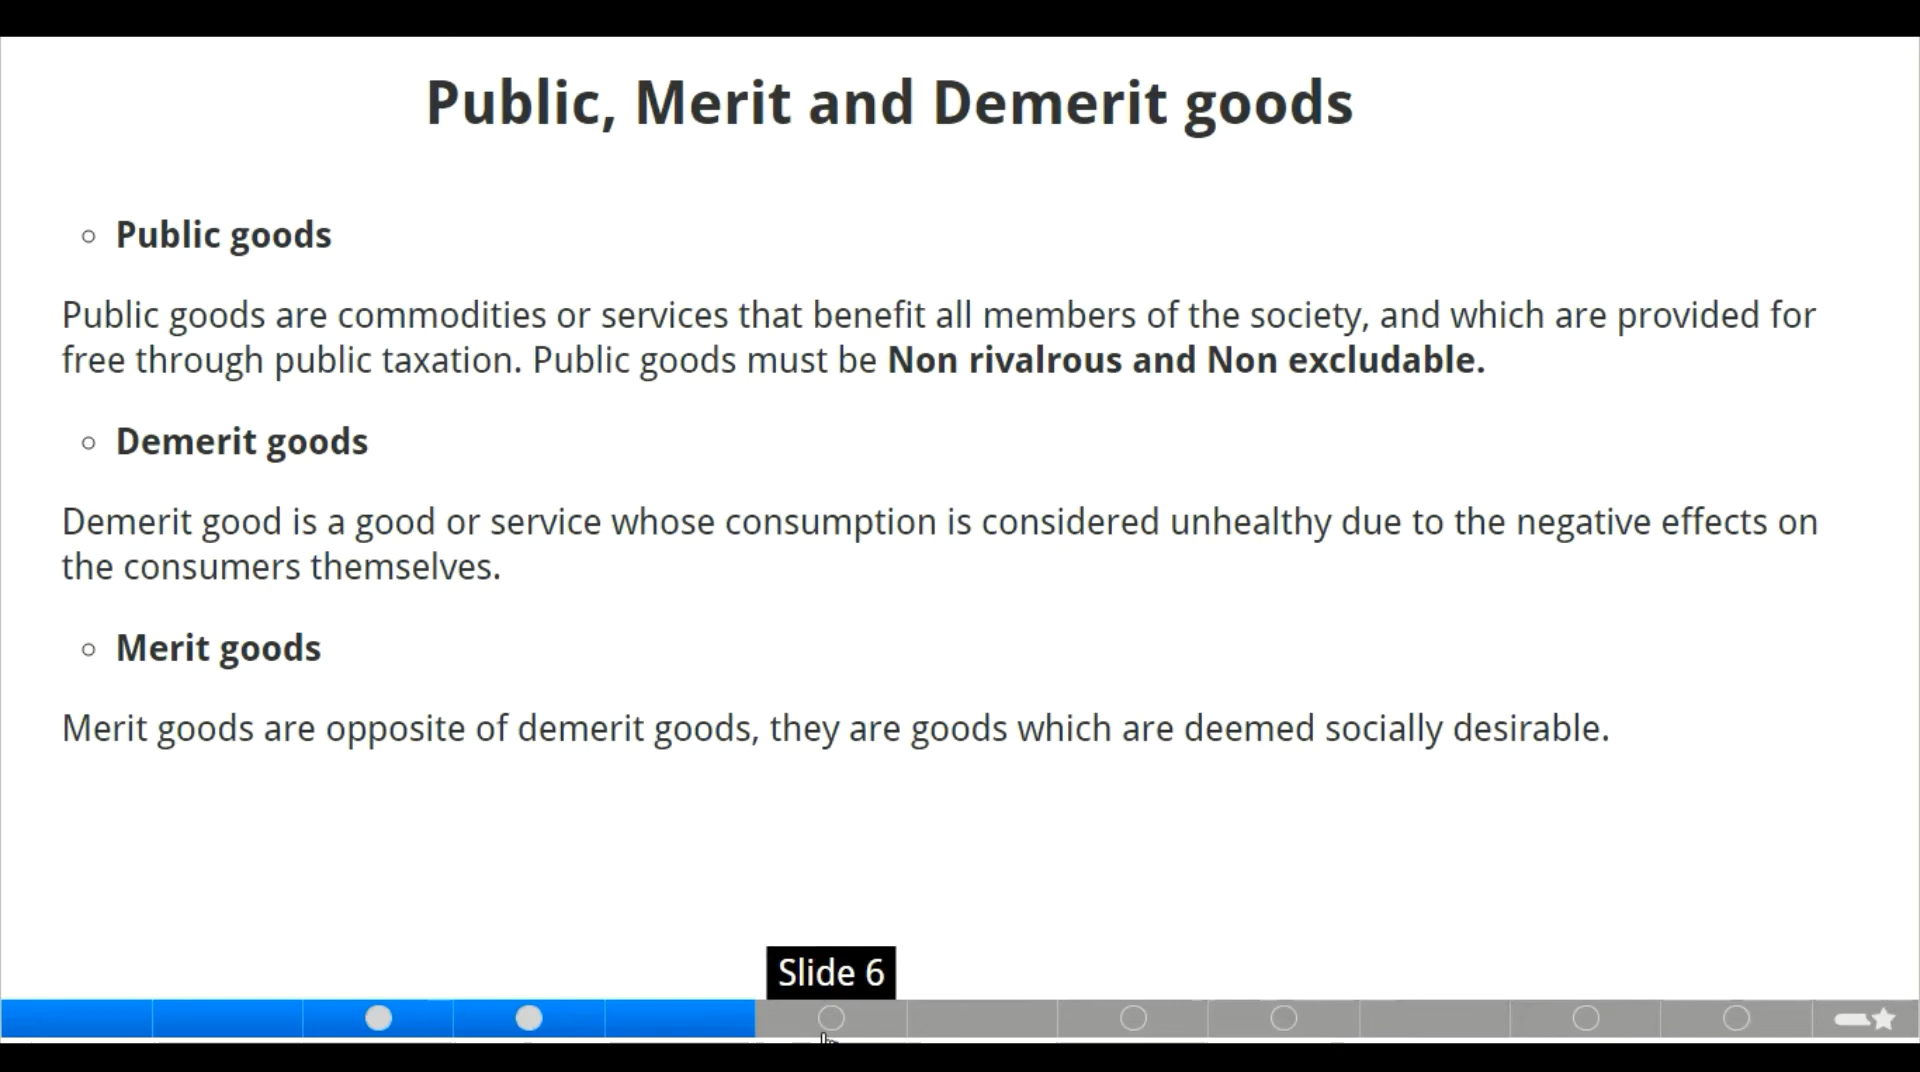 Public, Merit and Demerit goods
Public goods
Public goods are commodities or services that benefit all members of the society, and which are provided for
free through public taxation. Public goods must be Non rivalrous and Non excludable.
Demerit goods
Demerit good is a good or service whose consumption is considered unhealthy due to the negative effects on
the consumers themselves.
Merit goods
Merit goods are opposite of demerit goods, they are goods which are deemed socially desirable.
Slide 6